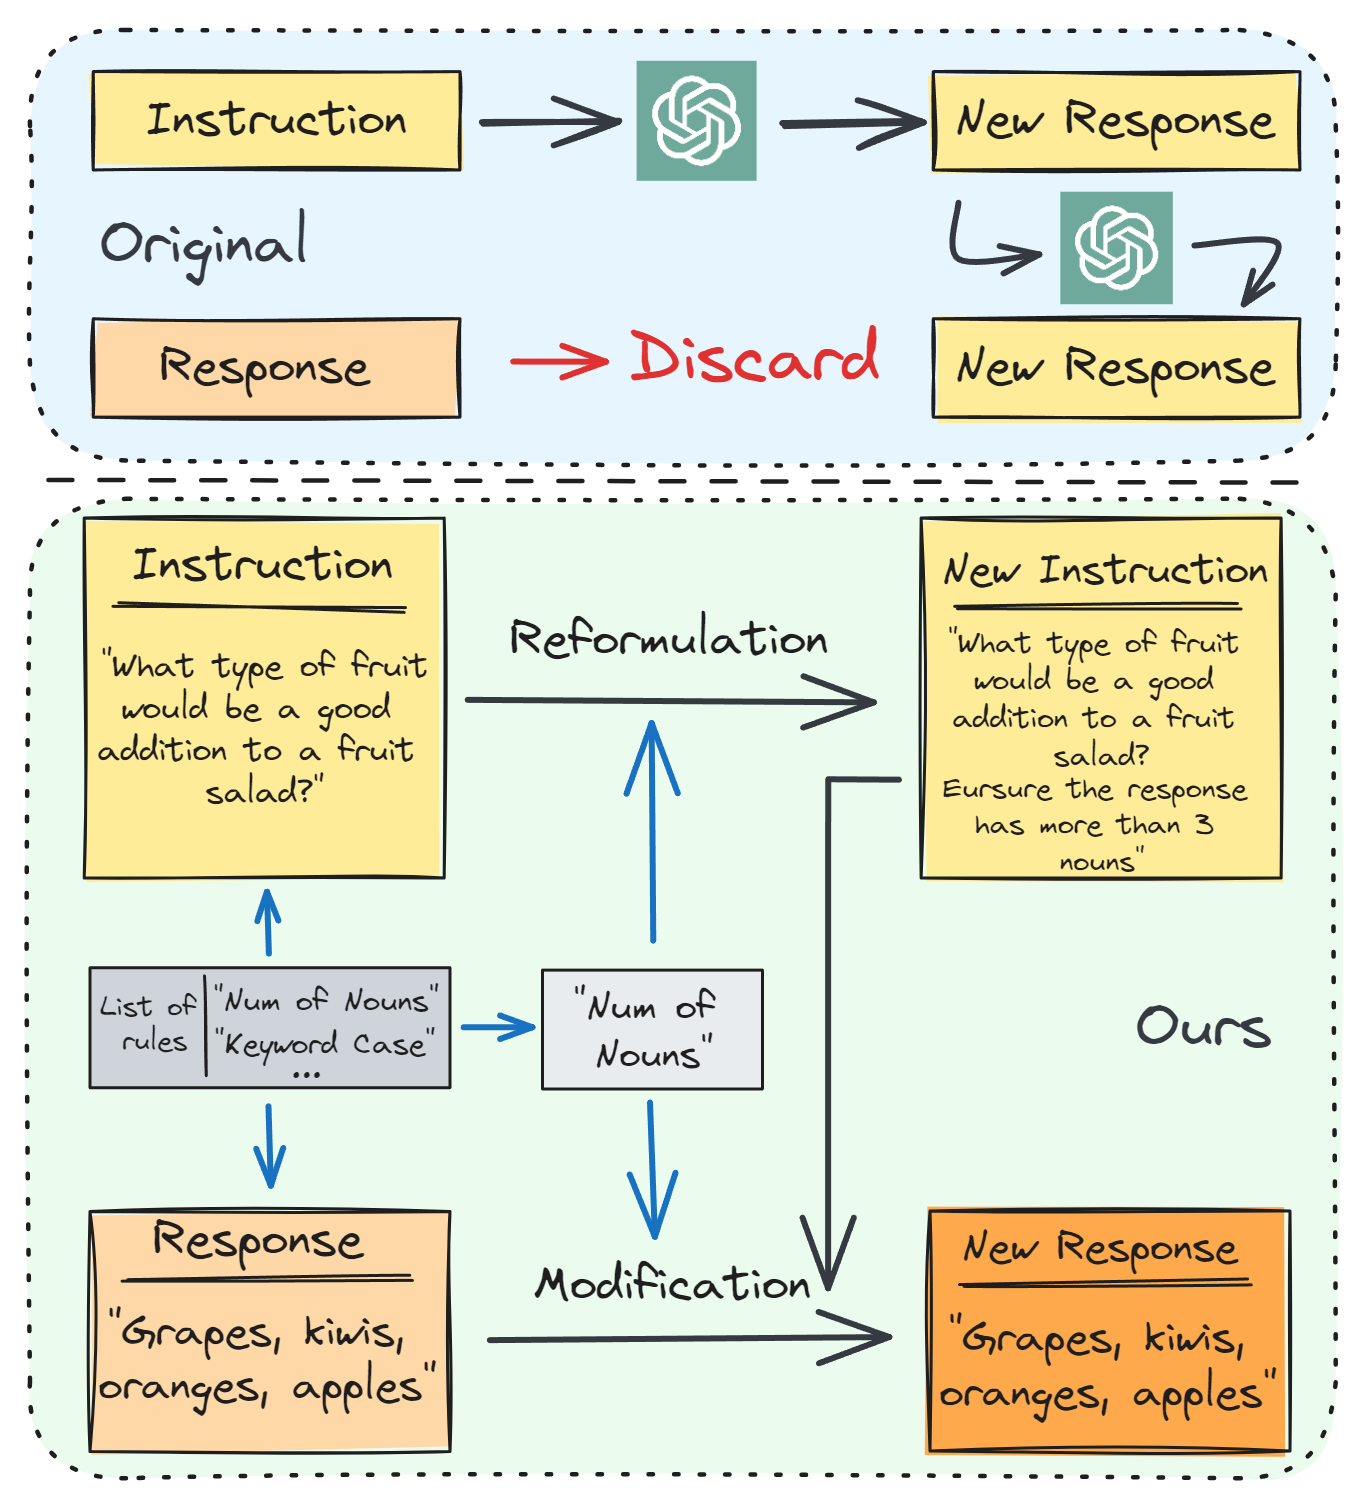 Instruction
New Response
Original
Response
Discard
New Response
Instruction
"What type of fruit
would be a good
addition to a fruit
salad?"
Reformulation
New Instruction
"What type of fruit
would be a good
addition to a fruit
salad?
Eursure the response
has more than 3
nouns"
List of
rules
"Num of Nouns"
"Keyword Case"
...
"Num of
Nouns"
Ours
Response
"Grapes, kiwis,
oranges, apples"
Modification
New Response
"Grapes, kiwis,
oranges, apples"